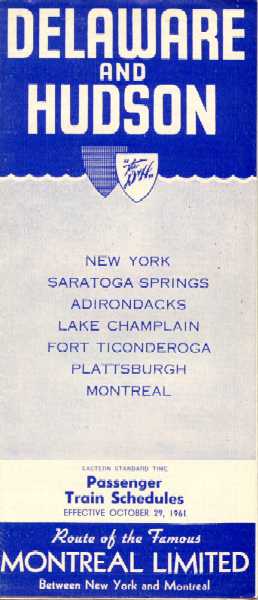 DELAWARE
AND
HUDSON
"The
D&H"
NEW YORK
SARATOGA SPRINGS
ADIRONDACKS
LAKE CHAMPLAIN
FORT TICONDEROGA
PLATTSBURGH
MONTREAL
EASTERN STANDARD TIME
Passenger
Train Schedules
EFFECTIVE OCTOBER 29, 1961
Route of the Famous
MONTREAL LIMITED
Between New York and Montreal